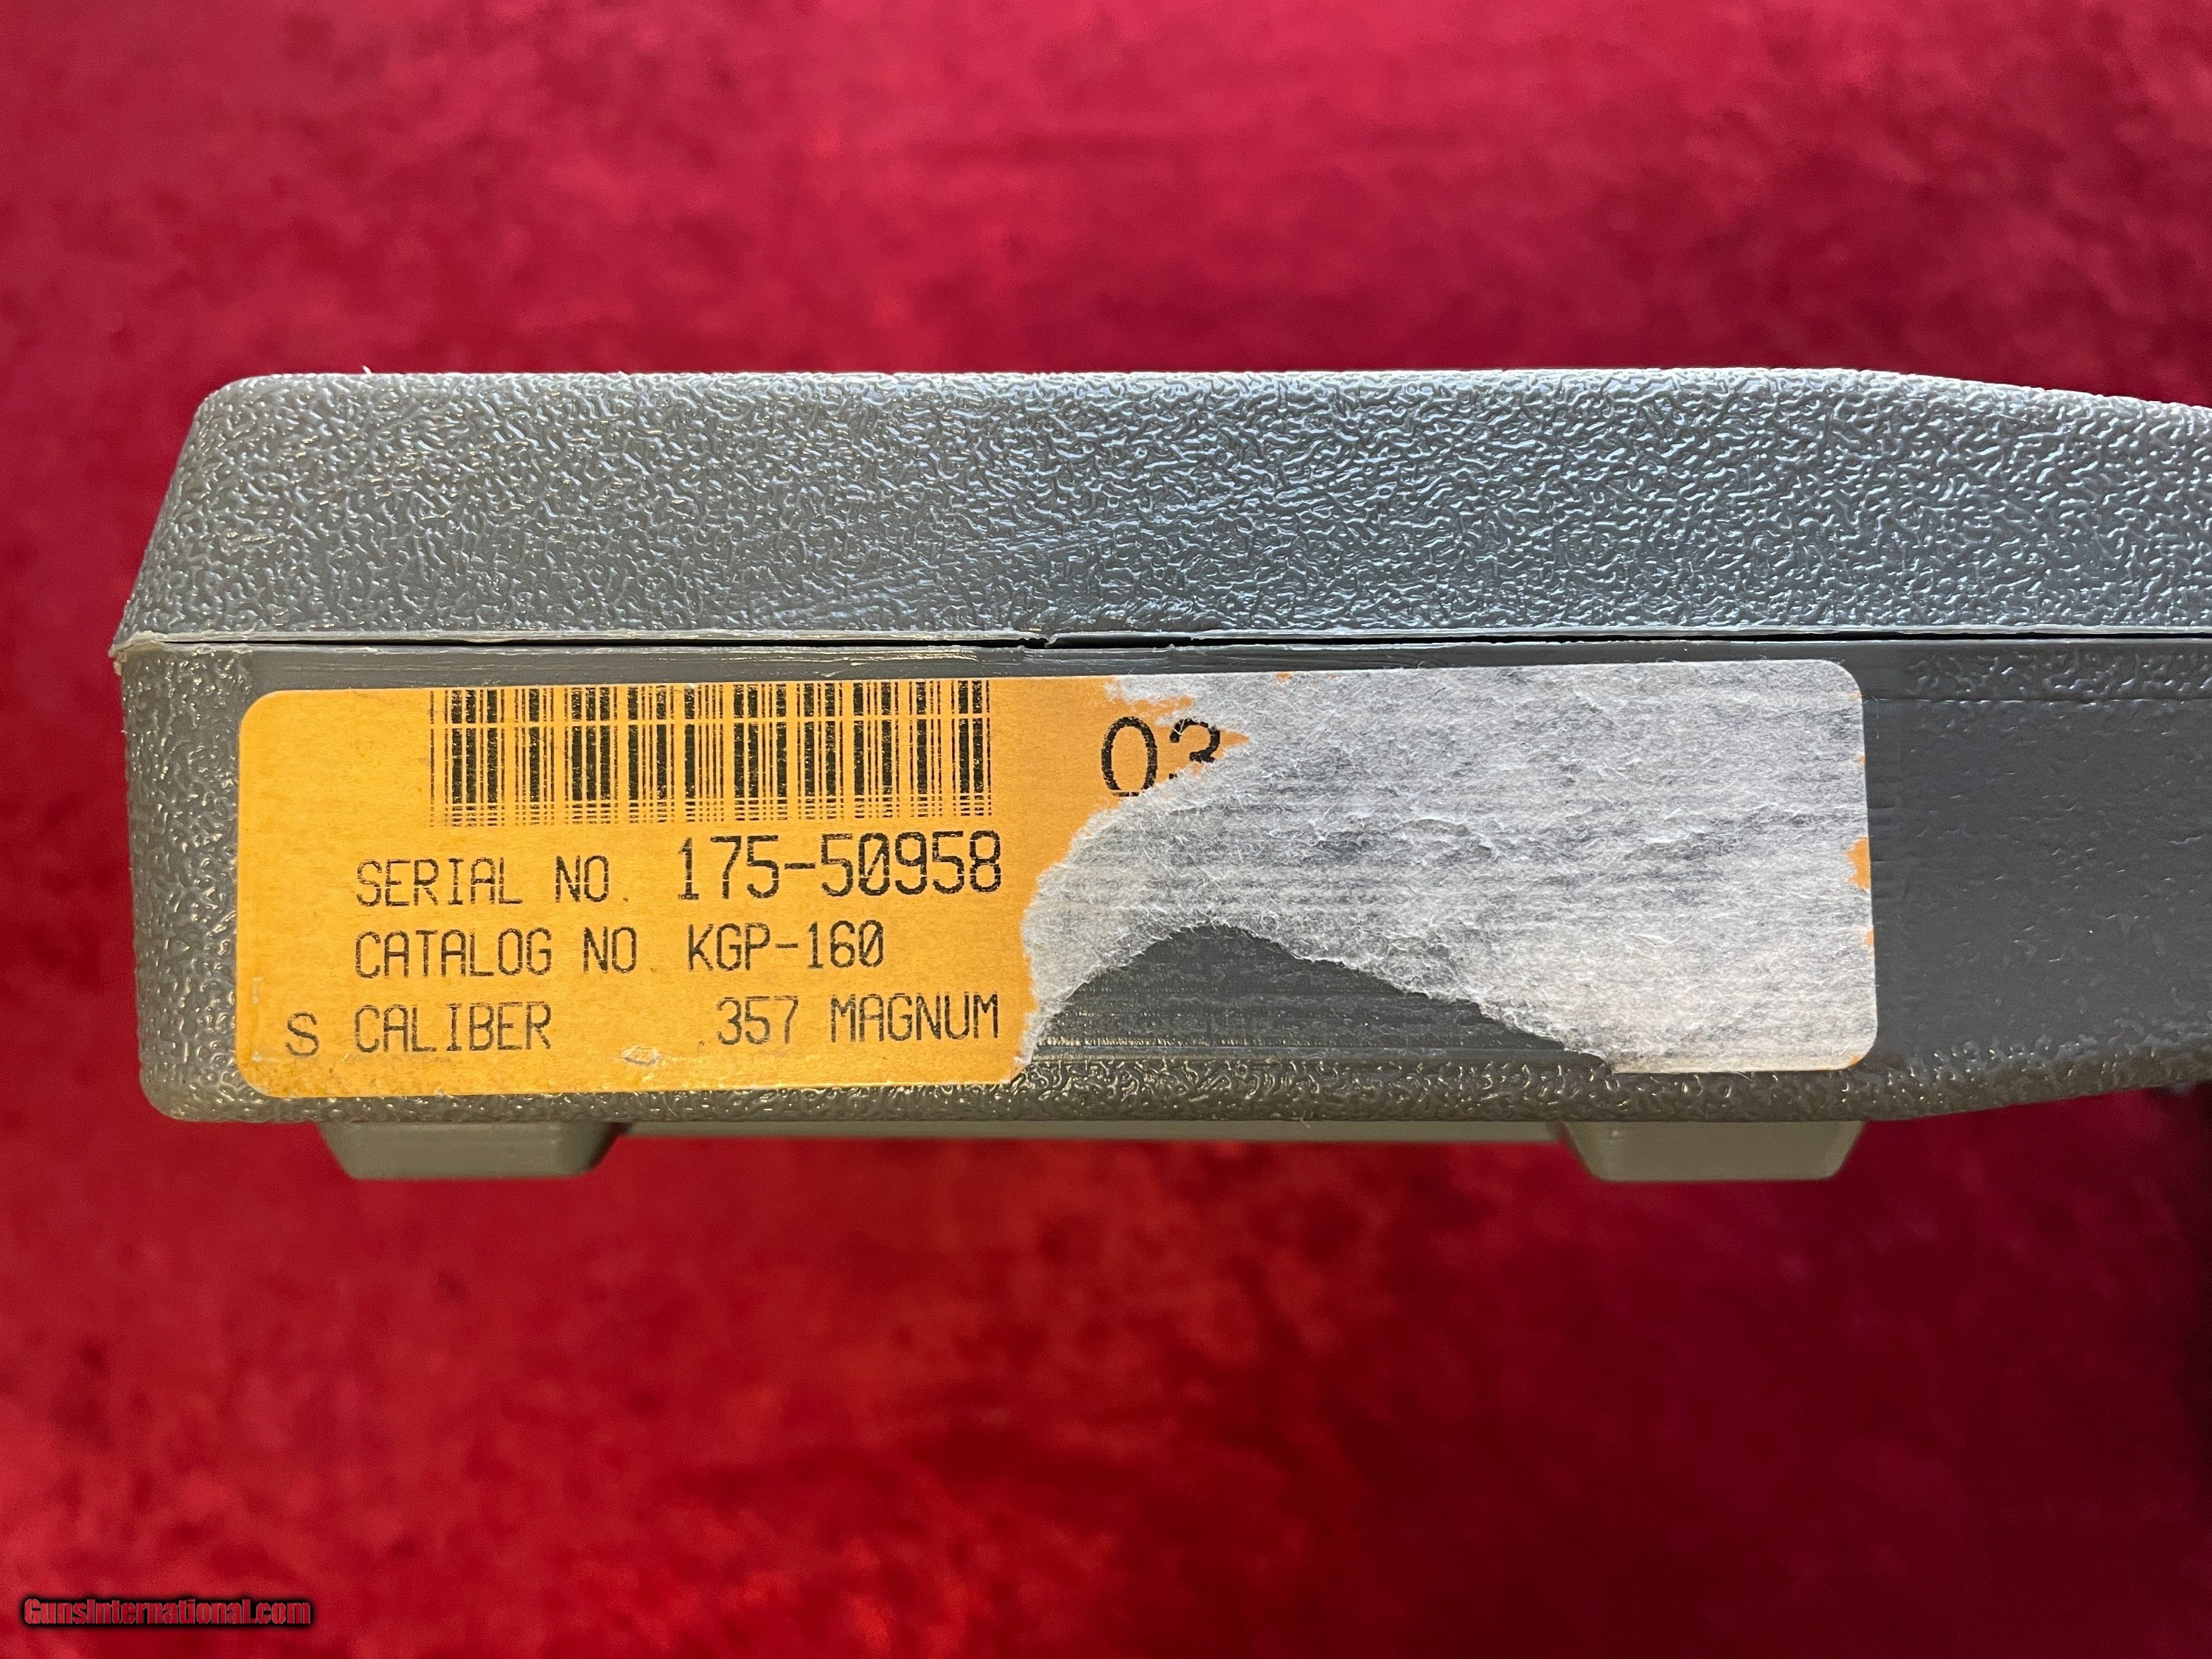 03
SERIAL NO. 175-50958
CATALOG NO KGP-160
S CALIBER .357 MAGNUM
GunsInternational.com